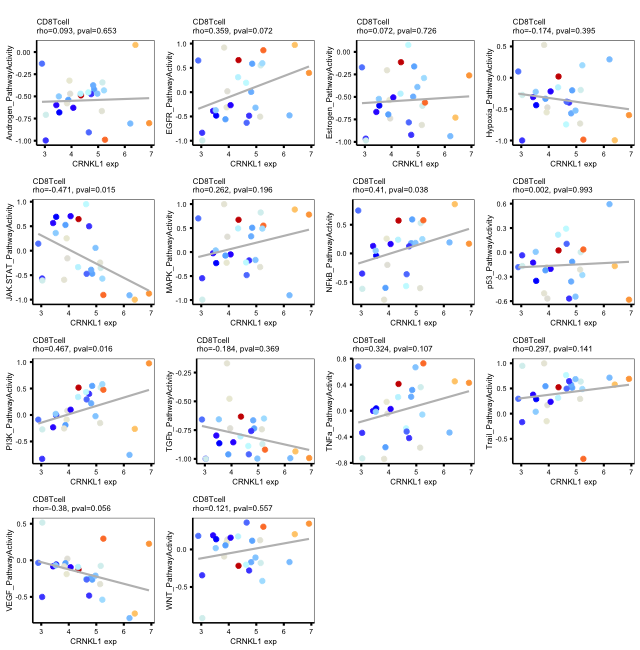 CD8Tcell
rho=0.093, pval=0.653
Androgen_PathwayActivity
0.00
-0.25
-0.50
-0.75
-1.00
3 4 5 6 7
CRNKL1 exp
CD8Tcell
rho=0.359, pval=0.072
EGFR_PathwayActivity
1.0
0.5
0.0
-0.5
-1.0
3 4 5 6 7
CRNKL1 exp
CD8Tcell
rho=0.072, pval=0.726
Estrogen_PathwayActivity
0.00
-0.25
-0.50
-0.75
-1.00
3 4 5 6 7
CRNKL1 exp
CD8Tcell
rho=-0.174, pval=0.395
Hypoxia_PathwayActivity
0.5
0.0
-0.5
-1.0
3 4 5 6 7
CRNKL1 exp
CD8Tcell
rho=-0.471, pval=0.015
JAK-STAT_PathwayActivity
1.0
0.5
0.0
-0.5
-1.0
3 4 5 6 7
CRNKL1 exp
CD8Tcell
rho=0.262, pval=0.196
MAPK_PathwayActivity
1.0
0.5
0.0
-0.5
-1.0
3 4 5 6 7
CRNKL1 exp
CD8Tcell
rho=0.41, pval=0.038
NFkB_PathwayActivity
0.5
0.0
-0.5
3 4 5 6 7
CRNKL1 exp
CD8Tcell
rho=0.002, pval=0.993
p53_PathwayActivity
0.6
0.3
0.0
-0.3
-0.6
3 4 5 6 7
CRNKL1 exp
CD8Tcell
rho=0.467, pval=0.016
PI3K_PathwayActivity
1.0
0.5
0.0
-0.5
3 4 5 6 7
CRNKL1 exp
CD8Tcell
rho=-0.184, pval=0.369
TGFb_PathwayActivity
-0.25
-0.50
-0.75
-1.00
3 4 5 6 7
CRNKL1 exp
CD8Tcell
rho=0.324, pval=0.107
TNFa_PathwayActivity
0.8
0.4
0.0
-0.4
-0.8
3 4 5 6 7
CRNKL1 exp
CD8Tcell
rho=0.297, pval=0.141
Trail_PathwayActivity
1.0
0.5
0.0
-0.5
3 4 5 6 7
CRNKL1 exp
CD8Tcell
rho=-0.38, pval=0.056
VEGF_PathwayActivity
0.5
0.0
-0.5
3 4 5 6 7
CRNKL1 exp
CD8Tcell
rho=0.121, pval=0.557
WNT_PathwayActivity
0.0
-0.5
3 4 5 6 7
CRNKL1 exp